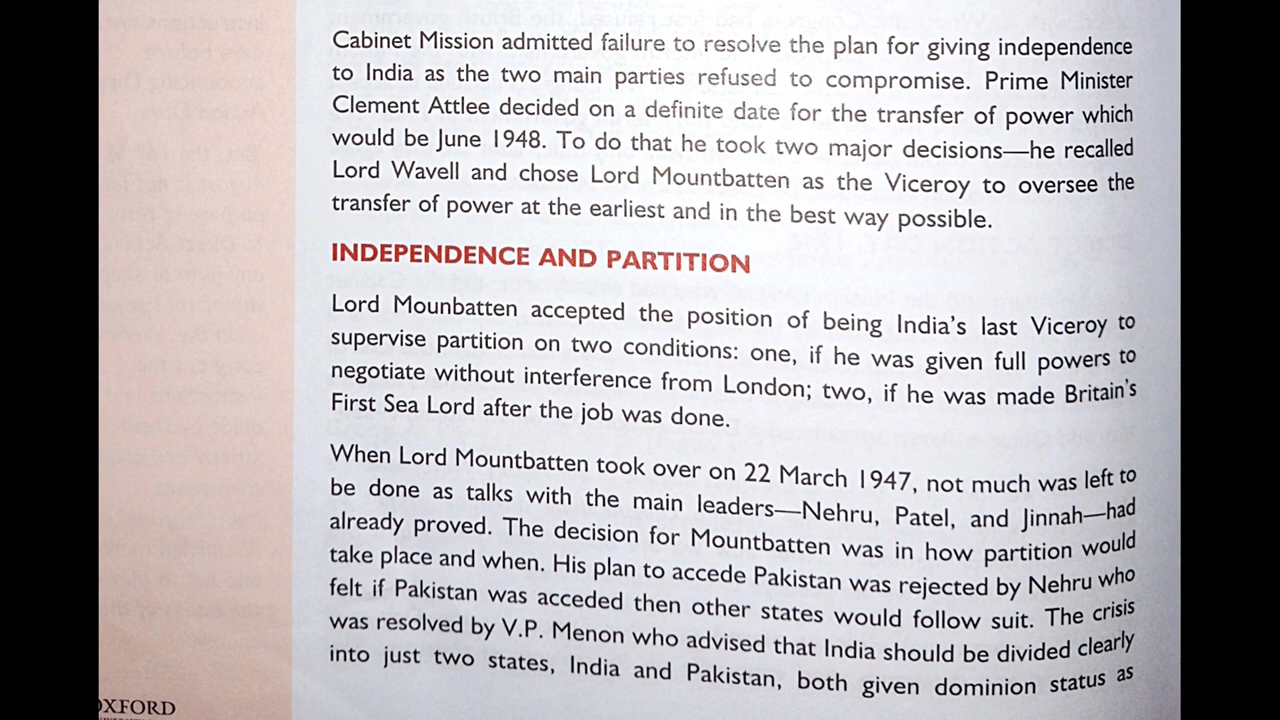 Cabinet Mission admitted failure to resolve the plan for giving independence
to India as the two main parties refused to compromise. Prime Minister
Clement Attlee decided on a definite date for the transfer of power which
would be June 1948. To do that he took two major decisions—he recalled
Lord Wavell and chose Lord Mountbatten as the Viceroy to oversee the
transfer of power at the earliest and in the best way possible.
INDEPENDENCE AND PARTITION
Lord Mounbatten accepted the position of being India's last Viceroy to
supervise partition on two conditions: one, if he was given full powers to
negotiate without interference from London; two, if he was made Britain's
First Sea Lord after the job was done.
When Lord Mountbatten took over on 22 March 1947, not much was left to
be done as talks with the main leaders—Nehru, Patel, and Jinnah—had
already proved. The decision for Mountbatten was in how partition would
take place and when. His plan to accede Pakistan was rejected by Nehru who
felt if Pakistan was acceded then other states would follow suit. The crisis
was resolved by V.P. Menon who advised that India should be divided clearly
into just two states, India and Pakistan, both given dominion status as
OXFORD